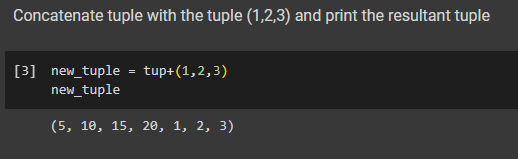 Concatenate tuple with the tuple (1,2,3) and print the resultant tuple
[3] new_tuple = tup+(1,2,3)
new_tuple
(5, 10, 15, 20, 1, 2, 3)